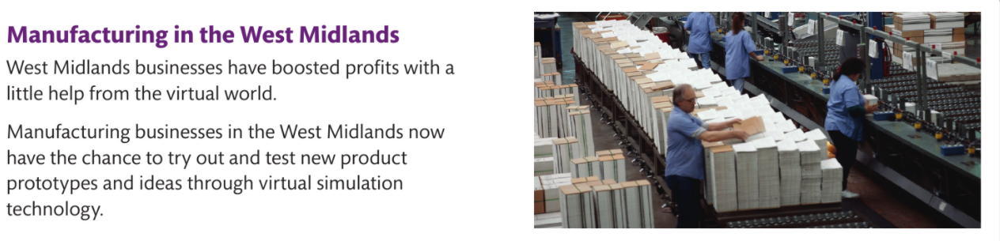 Manufacturing in the West Midlands
West Midlands businesses have boosted profits with a
little help from the virtual world.
Manufacturing businesses in the West Midlands now
have the chance to try out and test new product
prototypes and ideas through virtual simulation
technology.